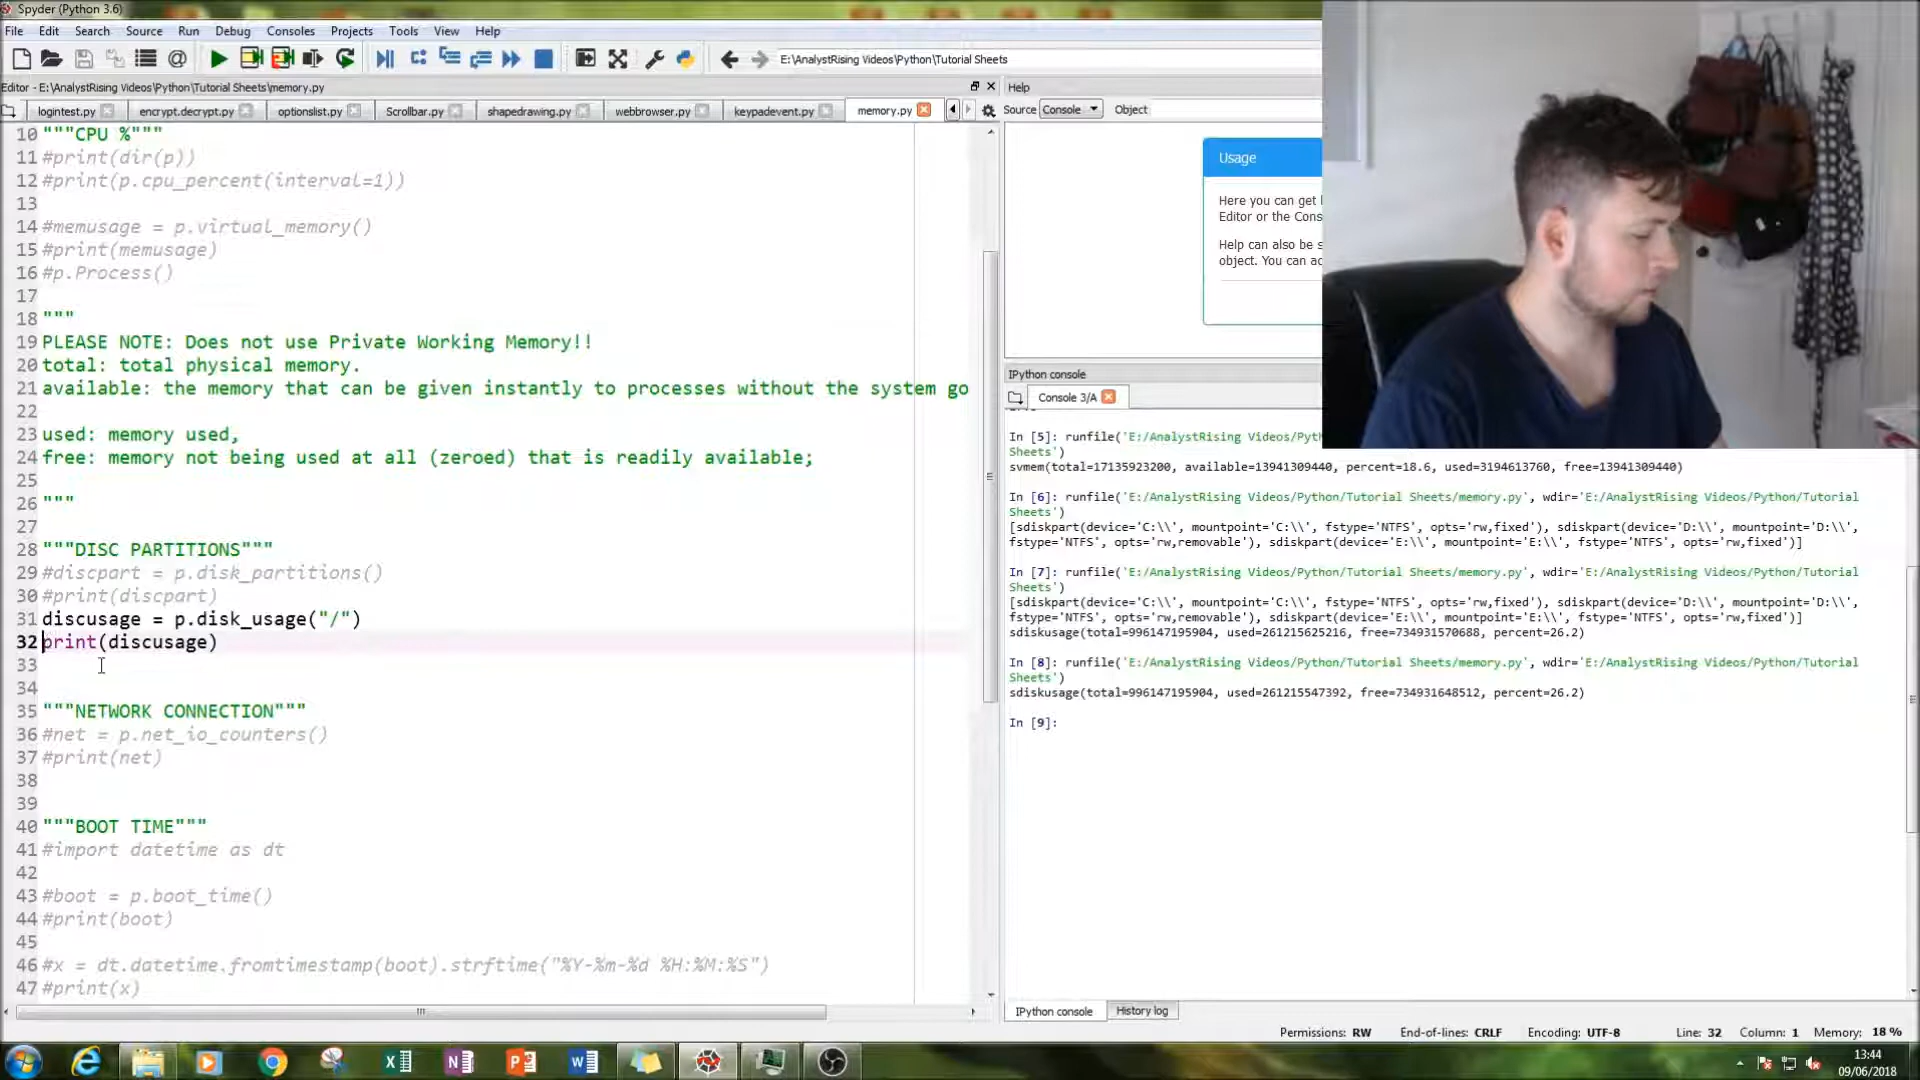 Spyder (Python 3.6)
File Edit Search Source Run Debug Consoles Projects Tools View Help
E:\AnalystRising Videos\Python\Tutorial Sheets
Editor - E:\AnalystRising Videos\Python\Tutorial Sheets\memory.py
logintest.py encrypt.decrypt.py optionslist.py Scrollbar.py shapedrawing.py webbrowser.py keypadevent.py memory.py
10 """CPU %"""
11 #print(dir(p))
12 #print(p.cpu_percent(interval=1))
13
14 #memusage = p.virtual_memory()
15 #print(memusage)
16 #p.Process()
17
18 """
19 PLEASE NOTE: Does not use Private Working Memory!!
20 total: total physical memory.
21 available: the memory that can be given instantly to processes without the system go
22
23 used: memory used,
24 free: memory not being used at all (zeroed) that is readily available;
25
26 """
27
28 """DISC PARTITIONS"""
29 #discpart = p.disk_partitions()
30 #print(discpart)
31 discusage = p.disk_usage("/")
32 print(discusage)
33
34
35 """NETWORK CONNECTION"""
36 #net = p.net_io_counters()
37 #print(net)
38
39
40 """BOOT TIME"""
41 #import datetime as dt
42
43 #boot = p.boot_time()
44 #print(boot)
45
46 #x = dt.datetime.fromtimestamp(boot).strftime("%Y-%m-%d %H:%M:%S")
47 #print(x)
Help
Source Console Object
Usage
Here you can get
Editor or the Cons
Help can also be s
object. You can ac
IPython console
Console 3/A
In [5]: runfile('E:/AnalystRising Videos/Pyth
Sheets')
svmem(total=17135923200, available=13941309440, percent=18.6, used=3194613760, free=13941309440)
In [6]: runfile('E:/AnalystRising Videos/Python/Tutorial Sheets/memory.py', wdir='E:/AnalystRising Videos/Python/Tutorial
Sheets')
[sdiskpart(device='C:\\', mountpoint='C:\\', fstype='NTFS', opts='rw,fixed'), sdiskpart(device='D:\\', mountpoint='D:\\',
fstype='NTFS', opts='rw,removable'), sdiskpart(device='E:\\', mountpoint='E:\\', fstype='NTFS', opts='rw,fixed')]
In [7]: runfile('E:/AnalystRising Videos/Python/Tutorial Sheets/memory.py', wdir='E:/AnalystRising Videos/Python/Tutorial
Sheets')
[sdiskpart(device='C:\\', mountpoint='C:\\', fstype='NTFS', opts='rw,fixed'), sdiskpart(device='D:\\', mountpoint='D:\\',
fstype='NTFS', opts='rw,removable'), sdiskpart(device='E:\\', mountpoint='E:\\', fstype='NTFS', opts='rw,fixed')]
sdiskusage(total=996147195904, used=261215625216, free=734931570688, percent=26.2)
In [8]: runfile('E:/AnalystRising Videos/Python/Tutorial Sheets/memory.py', wdir='E:/AnalystRising Videos/Python/Tutorial
Sheets')
sdiskusage(total=996147195904, used=261215547392, free=734931648512, percent=26.2)
In [9]:
IPython console History log
Permissions: RW End-of-lines: CRLF Encoding: UTF-8 Line: 32 Column: 1 Memory: 18 %
13:44
09/06/2018